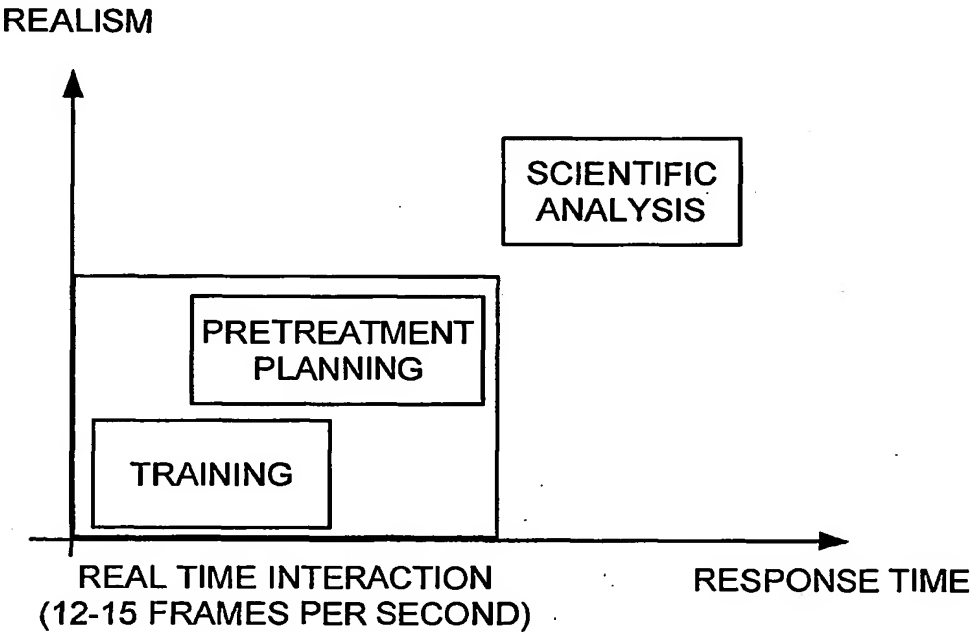 REALISM
SCIENTIFIC
ANALYSIS
PRETREATMENT
PLANNING
TRAINING
REAL TIME INTERACTION
(12-15 FRAMES PER SECOND)
RESPONSE TIME